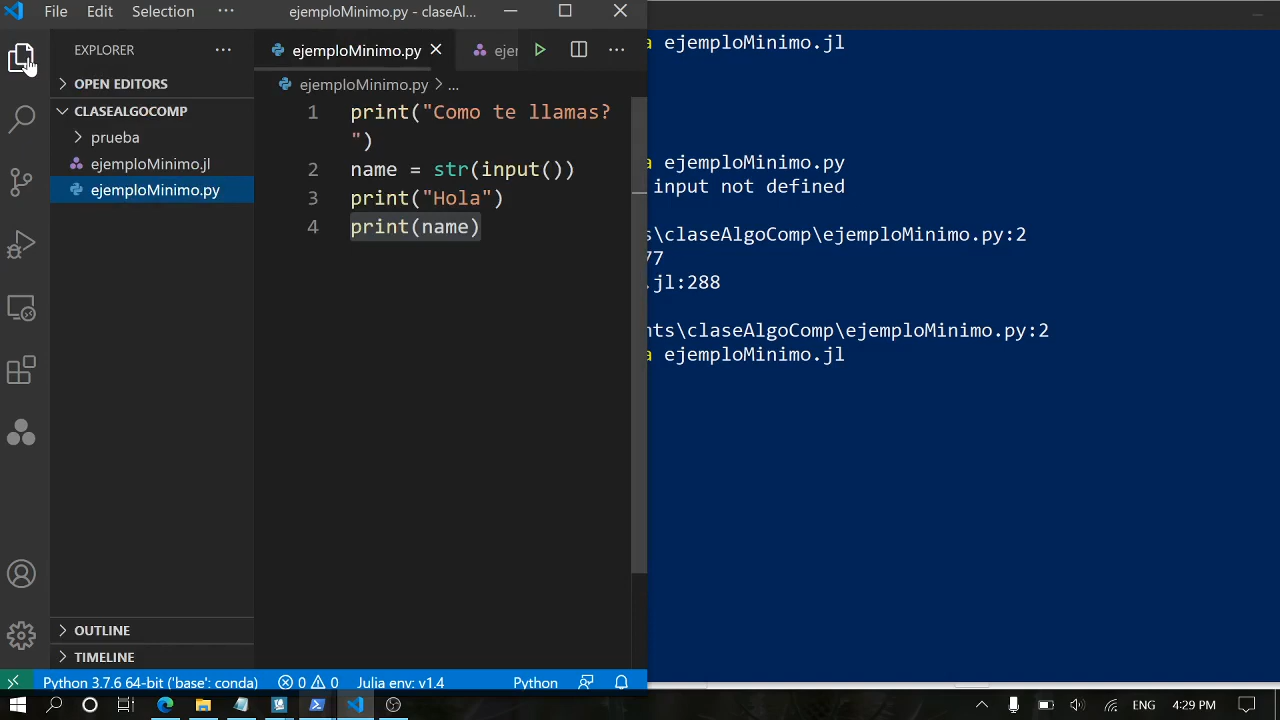 File Edit Selection ··· ejemploMinimo.py - claseAl...
EXPLORER ···
OPEN EDITORS
CLASEALGOCOMP
prueba
ejemploMinimo.jl
ejemploMinimo.py
OUTLINE
TIMELINE
ejemploMinimo.py ejer ···
ejemploMinimo.py > ...
1 print("Como te llamas?
")
2 name = str(input())
3 print("Hola")
4 print(name)
Python 3.7.6 64-bit ('base': conda) 0 0 Julia env: v1.4 Python
a ejemploMinimo.jl
a ejemploMinimo.py
input not defined
s\claseAlgoComp\ejemploMinimo.py:2
77
.jl:288
nts\claseAlgoComp\ejemploMinimo.py:2
a ejemploMinimo.jl
ENG 4:29 PM